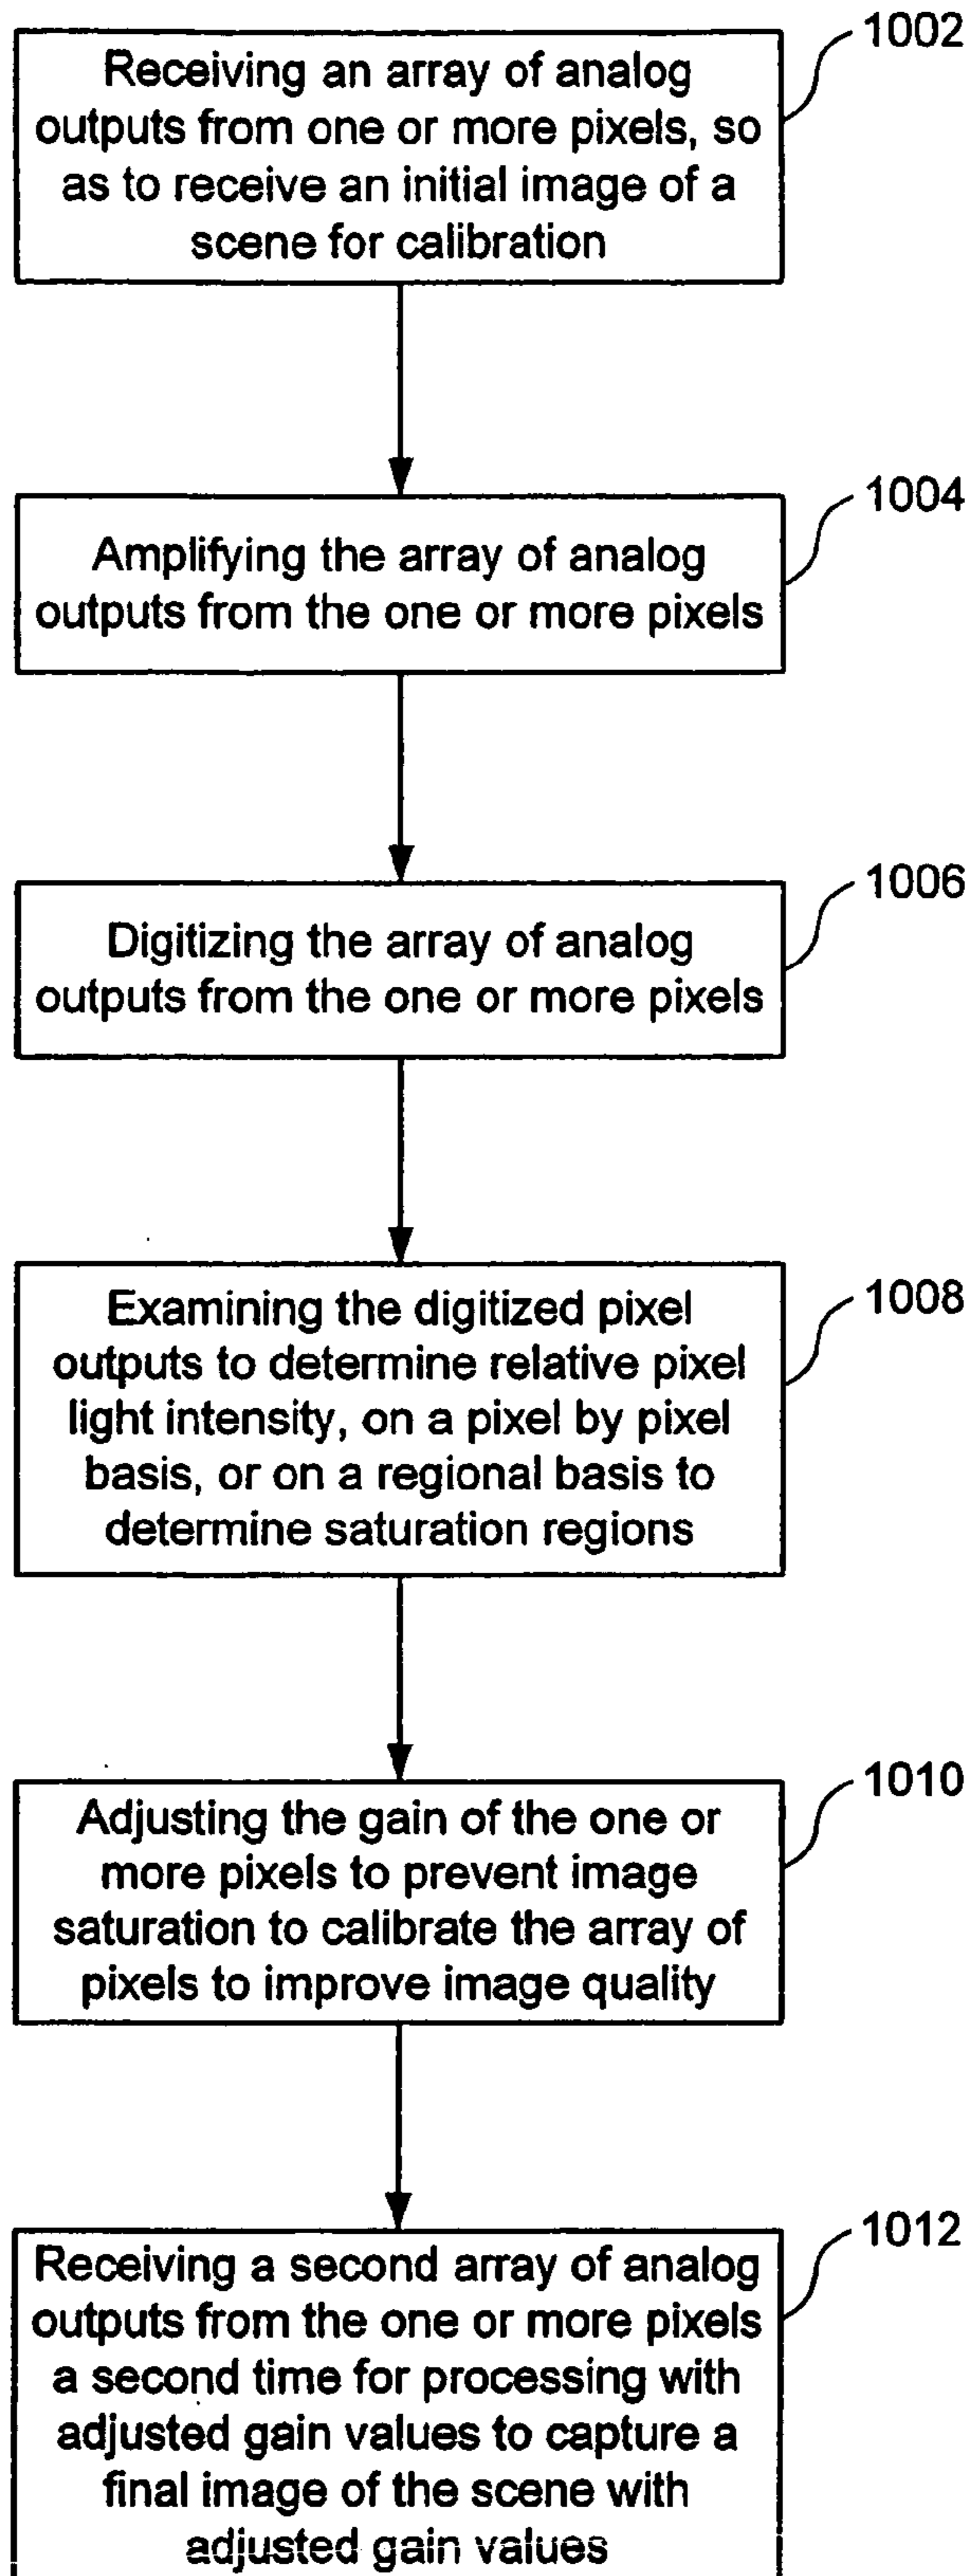 1002
Receiving an array of analog
outputs from one or more pixels, so
as to receive an initial image of a
scene for calibration
1004
Amplifying the array of analog
outputs from the one or more pixels
1006
Digitizing the array of analog
outputs from the one or more pixels
1008
Examining the digitized pixel
outputs to determine relative pixel
light intensity, on a pixel by pixel
basis, or on a regional basis to
determine saturation regions
1010
Adjusting the gain of the one or
more pixels to prevent image
saturation to calibrate the array of
pixels to improve image quality
1012
Receiving a second array of analog
outputs from the one or more pixels
a second time for processing with
adjusted gain values to capture a
final image of the scene with
adjusted gain values